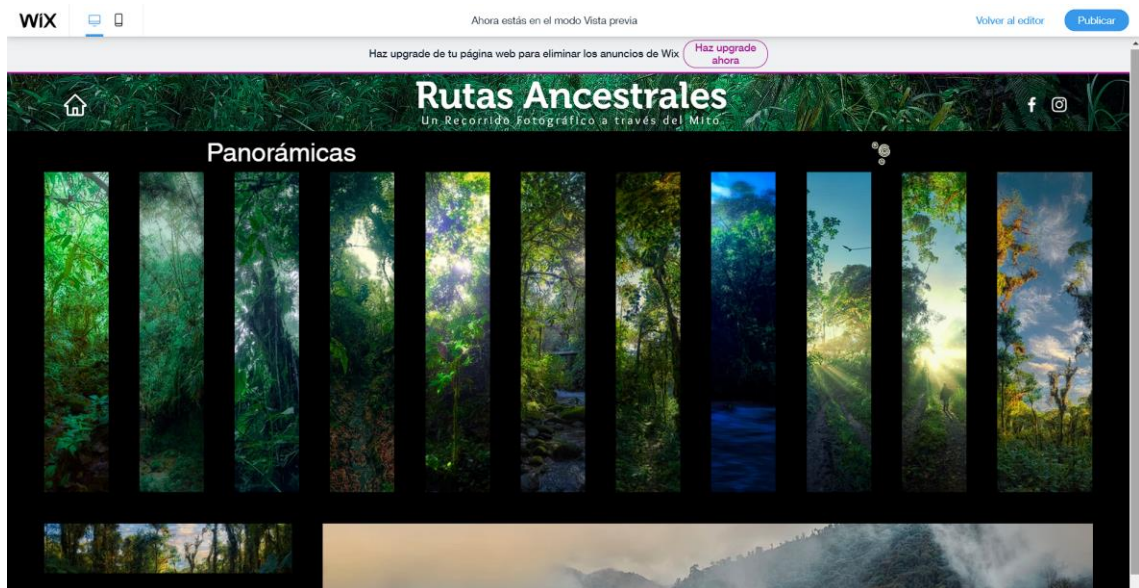 WiX
Ahora estás en el modo Vista previa
Volver al editor
Publicar
Haz upgrade de tu página web para eliminar los anuncios de Wix
Haz upgrade
ahora
Rutas Ancestrales
Un Recorrido Fotográfico a través del Mito
Panorámicas